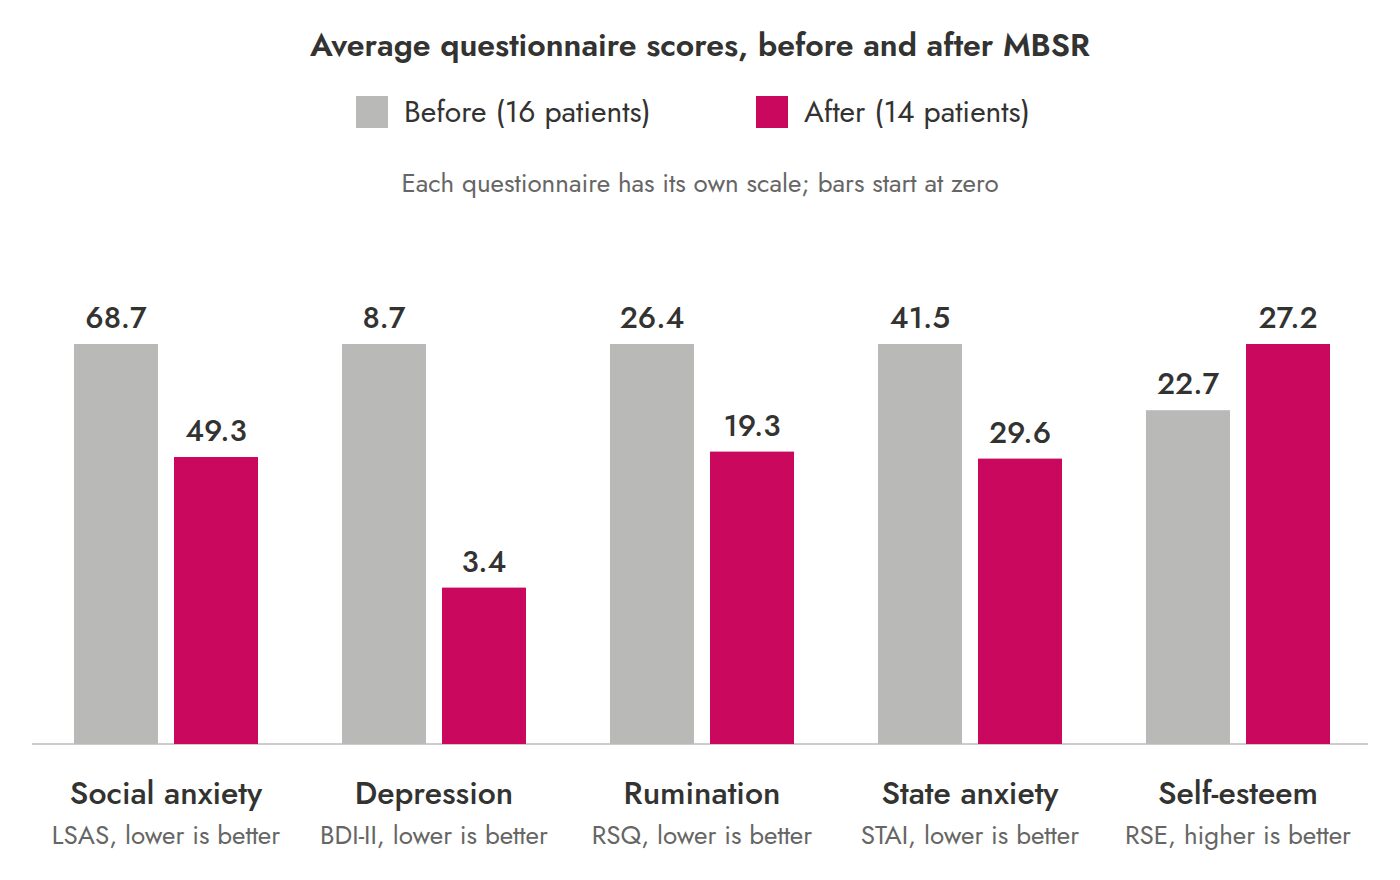 Average questionnaire scores, before and after MBSR
Before (16 patients)
After (14 patients)
Each questionnaire has its own scale; bars start at zero
68.7
49.3
8.7
3.4
26.4
19.3
41.5
29.6
22.7
27.2
Social anxiety
LSAS, lower is better
Depression
BDI-II, lower is better
Rumination
RSQ, lower is better
State anxiety
STAI, lower is better
Self-esteem
RSE, higher is better